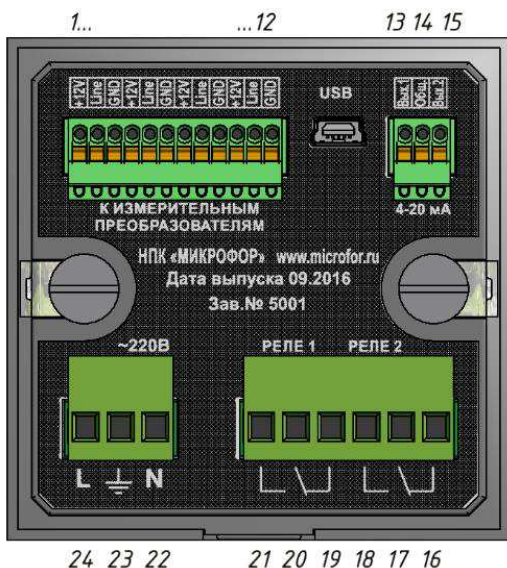 1... ...12 13 14 15
+12V Line GND +12V Line GND +12V Line GND +12V Line GND
USB
Вых.1 Общ. Вых.2
К ИЗМЕРИТЕЛЬНЫМ
ПРЕОБРАЗОВАТЕЛЯМ
4-20 мА
НПК «МИКРОФОР» www.microfor.ru
Дата выпуска 09.2016
Зав.№ 5001
~220В РЕЛЕ 1 РЕЛЕ 2
L N
24 23 22 21 20 19 18 17 16